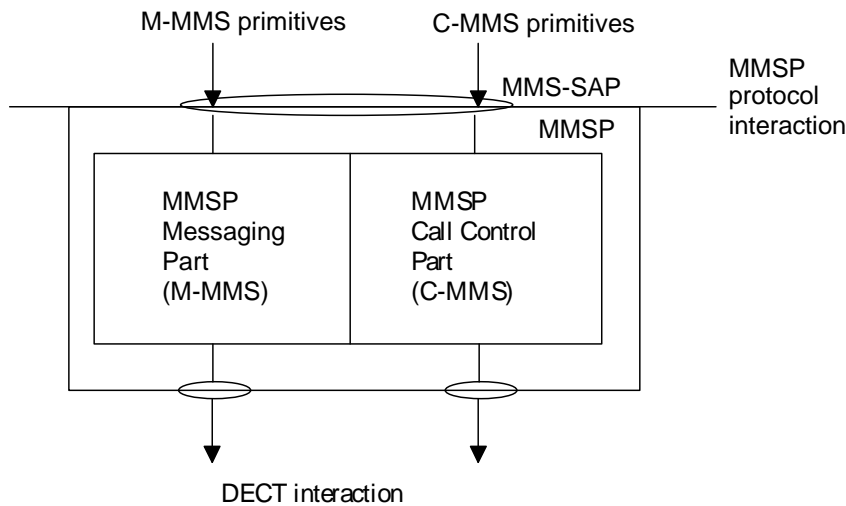 M-MMS primitives
C-MMS primitives
MMS-SAP
MMSP
protocol
interaction
MMSP
MMSP
Messaging
Part
(M-MMS)
MMSP
Call Control
Part
(C-MMS)
DECT interaction